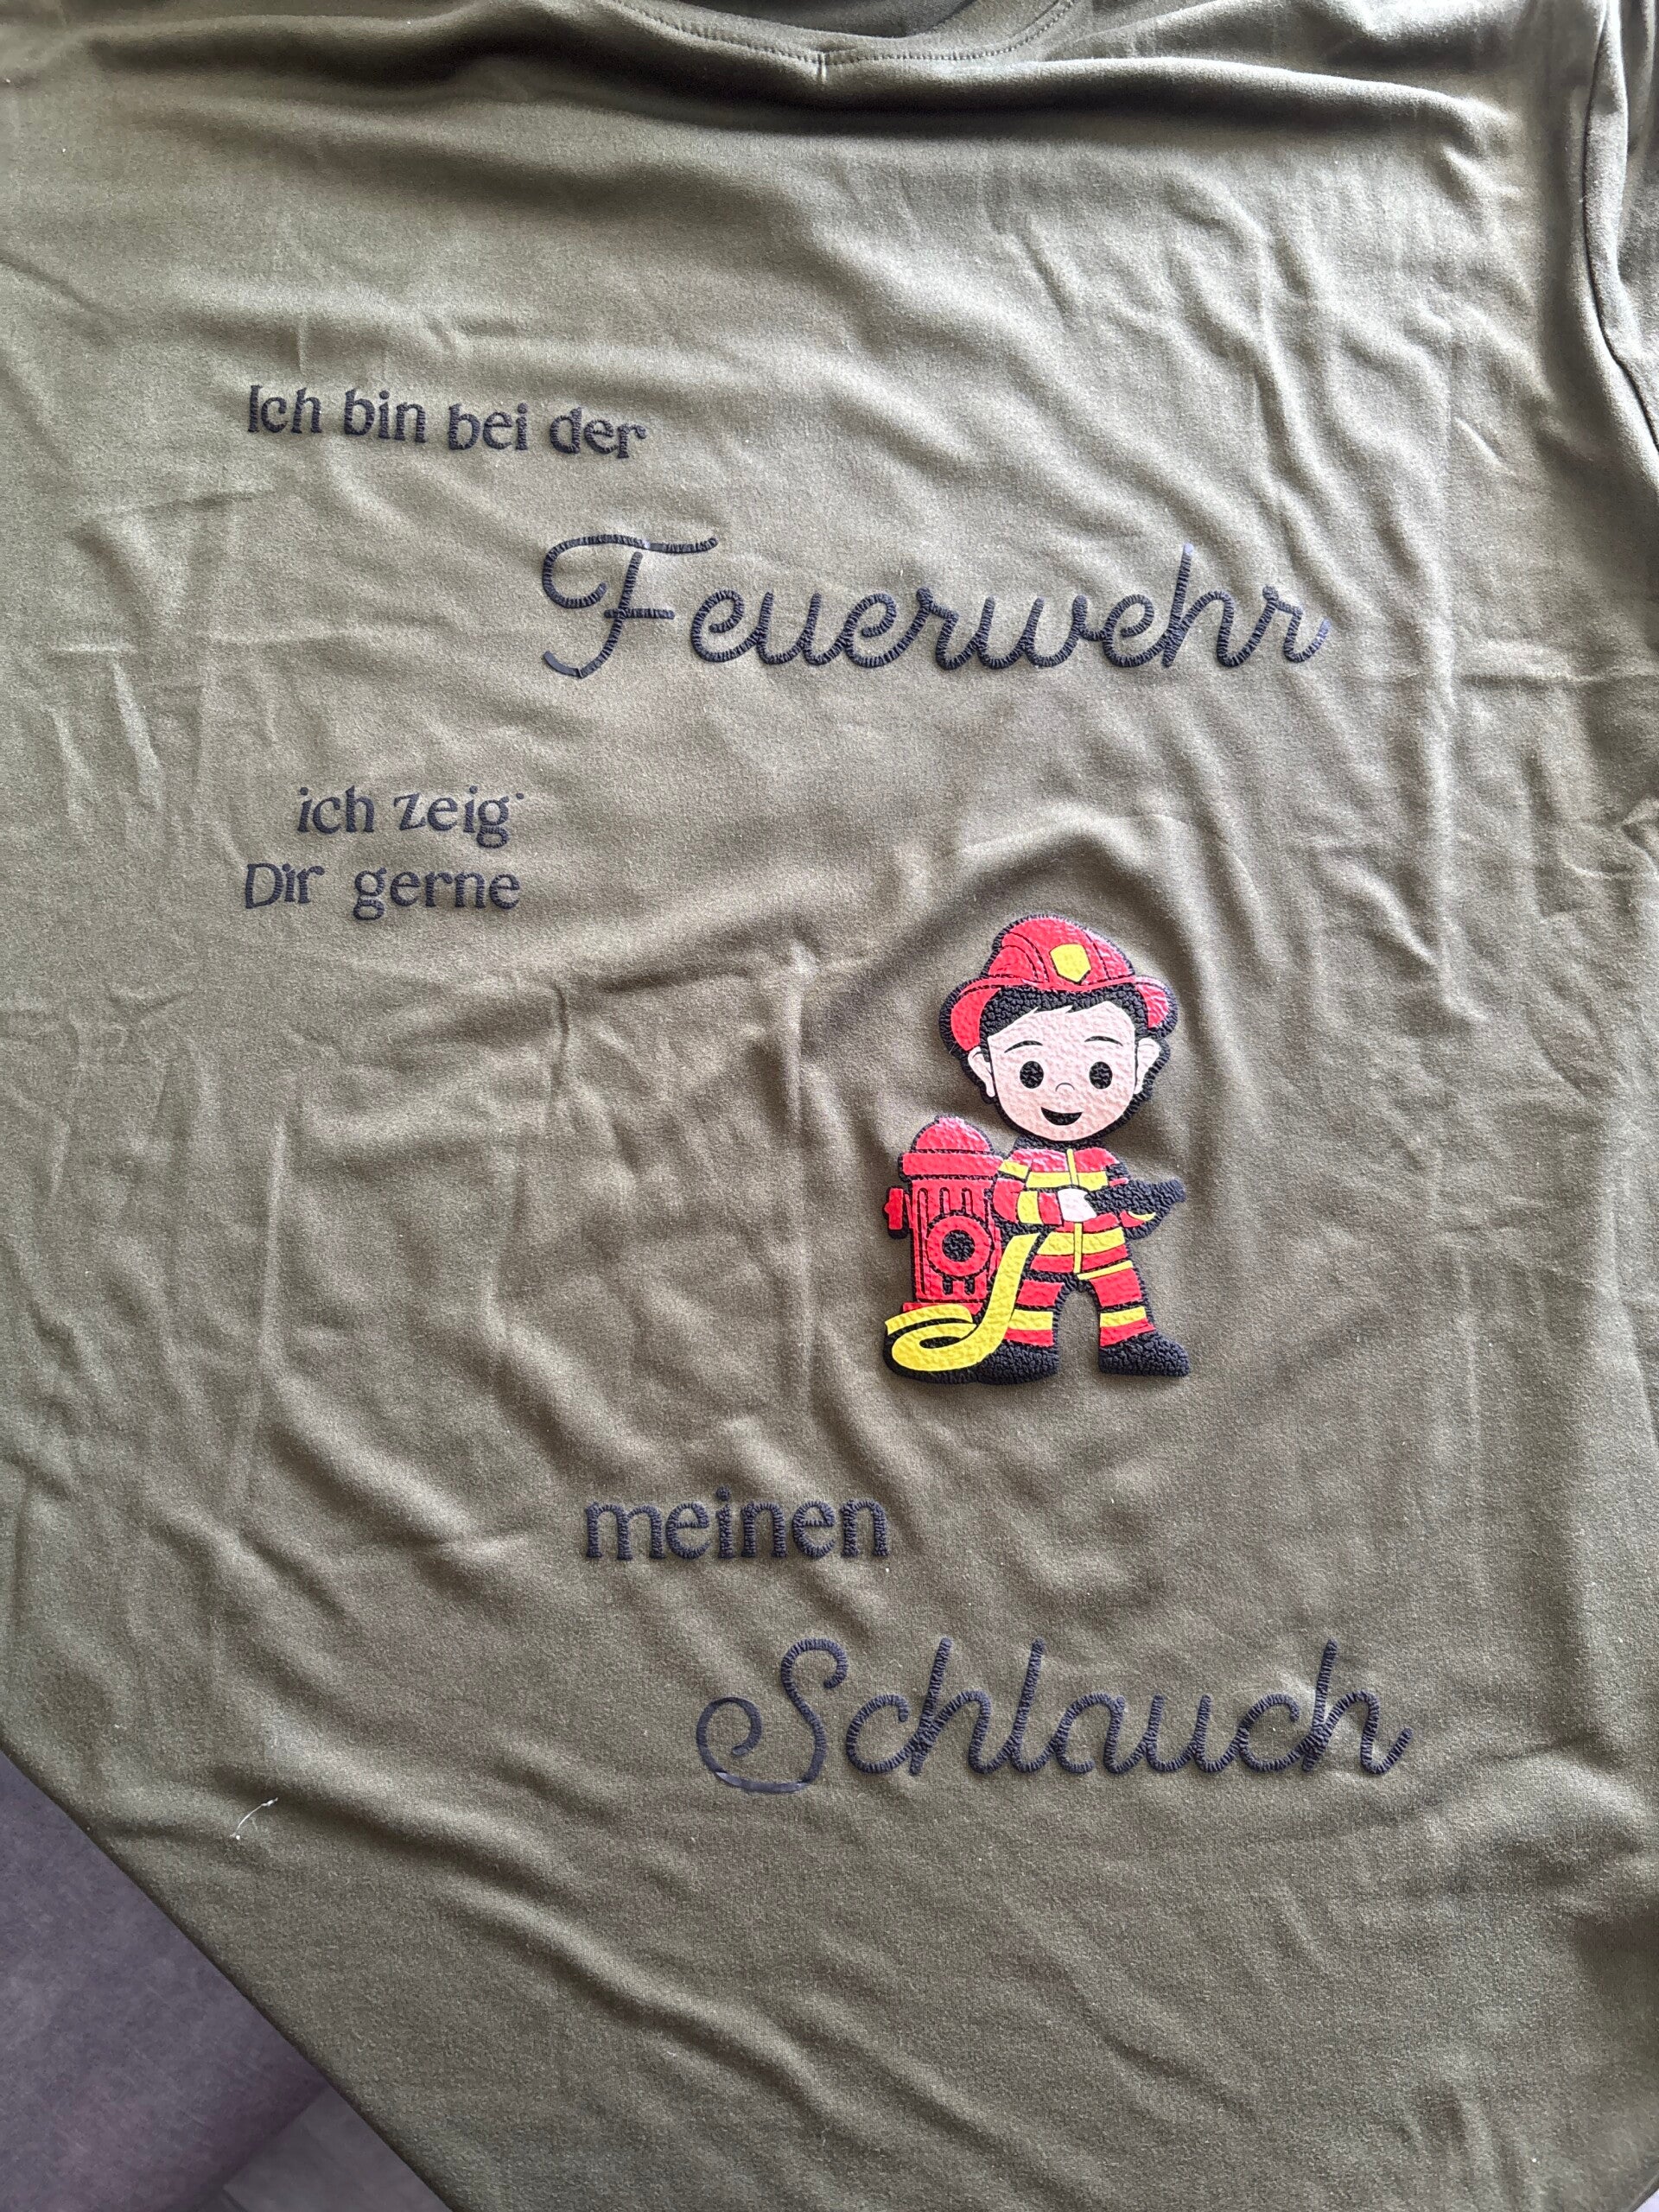 Ich bin bei der
Feuerwehr
ich zeig'
Dir gerne
meinen
Schlauch